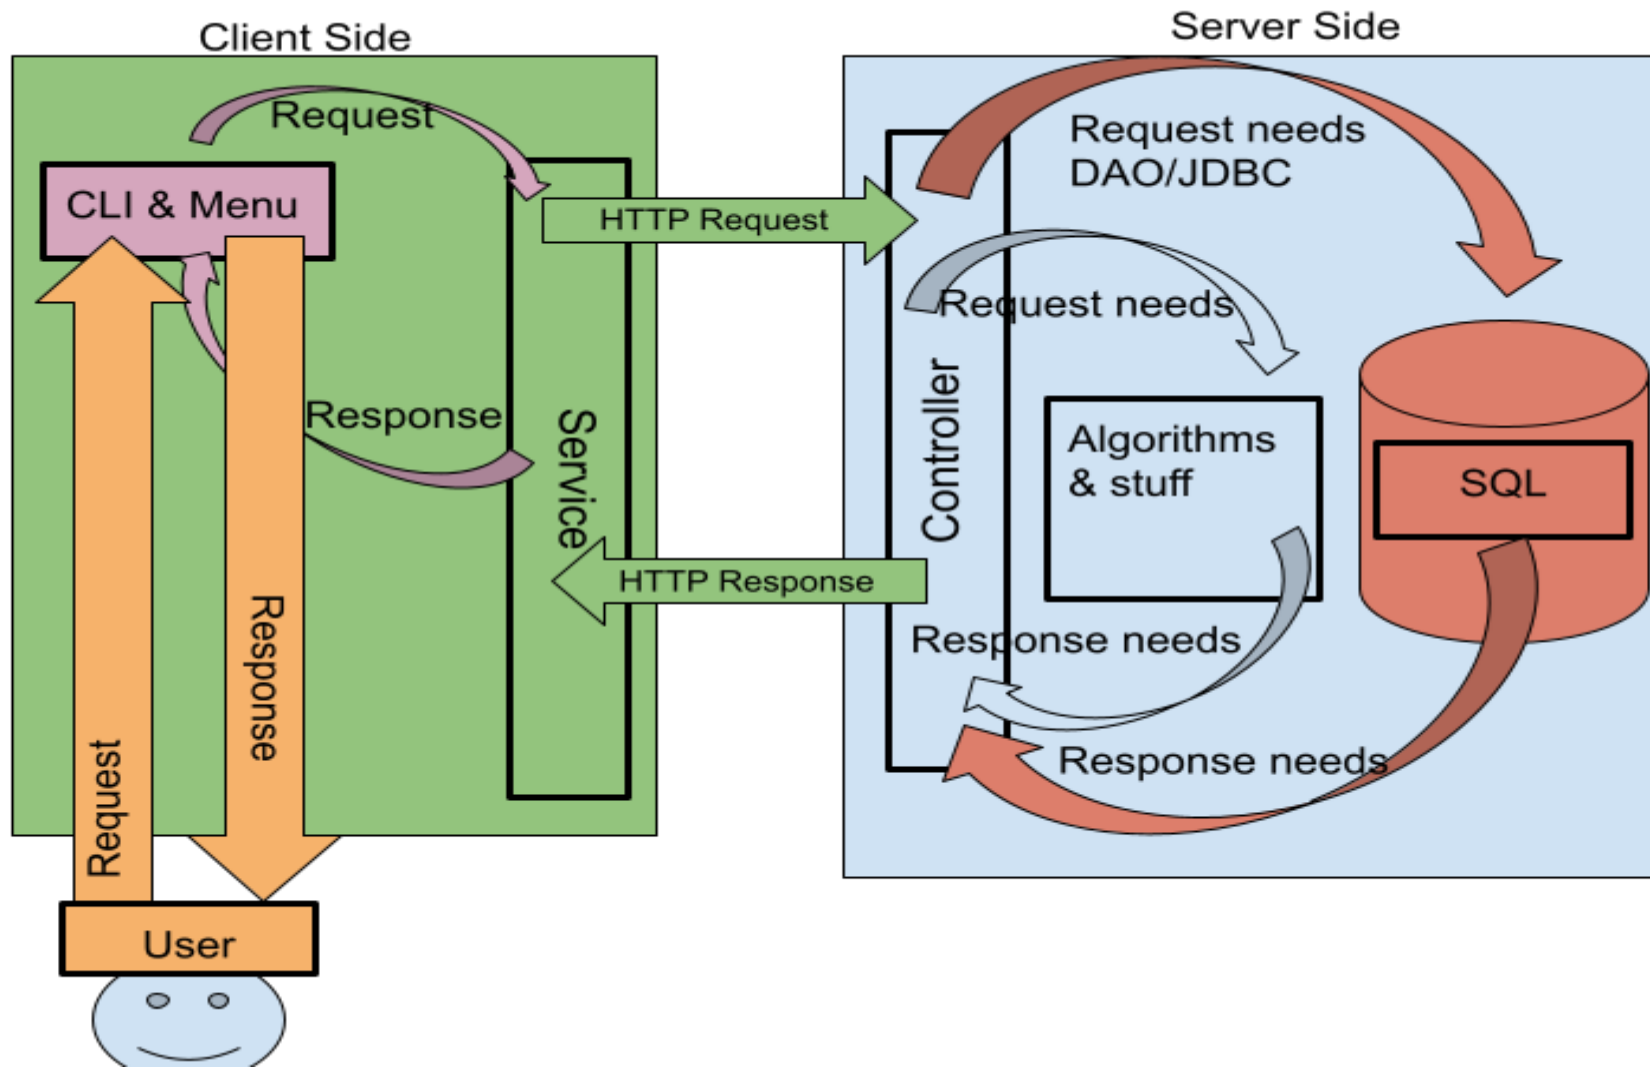 Client Side
Server Side
Request
CLI & Menu
Response
Service
Request
Response
User
HTTP Request
HTTP Response
Controller
Request needs
DAO/JDBC
Request needs
Algorithms
& stuff
SQL
Response needs
Response needs